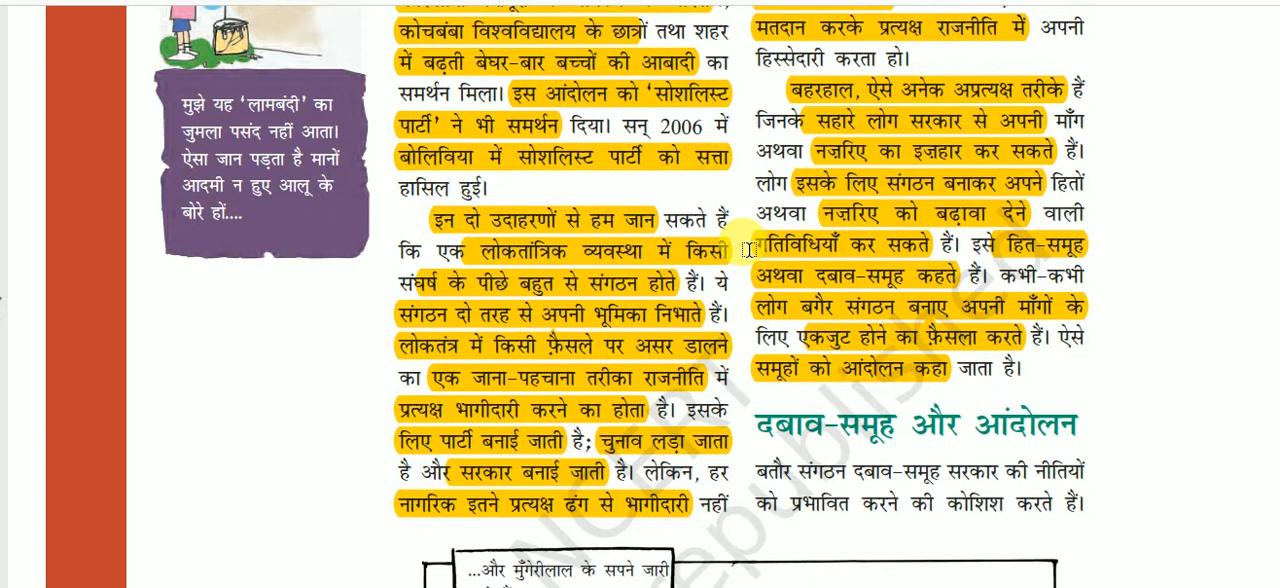 मुझे यह ‘लामबंदी’ का
जुमला पसंद नहीं आता।
ऐसा जान पड़ता है मानों
आदमी न हुए आलू के
बोरे हों....
कोचबंबा विश्वविद्यालय के छात्रों तथा शहर
में बढ़ती बेघर-बार बच्चों की आबादी का
समर्थन मिला। इस आंदोलन को ‘सोशलिस्ट
पार्टी’ ने भी समर्थन दिया। सन् 2006 में
बोलिविया में सोशलिस्ट पार्टी को सत्ता
हासिल हुई।
इन दो उदाहरणों से हम जान सकते हैं
कि एक लोकतांत्रिक व्यवस्था में किसी
संघर्ष के पीछे बहुत से संगठन होते हैं। ये
संगठन दो तरह से अपनी भूमिका निभाते हैं।
लोकतंत्र में किसी फ़ैसले पर असर डालने
का एक जाना-पहचाना तरीका राजनीति में
प्रत्यक्ष भागीदारी करने का होता है। इसके
लिए पार्टी बनाई जाती है; चुनाव लड़ा जाता
है और सरकार बनाई जाती है। लेकिन, हर
नागरिक इतने प्रत्यक्ष ढंग से भागीदारी नहीं
मतदान करके प्रत्यक्ष राजनीति में अपनी
हिस्सेदारी करता हो।
बहरहाल, ऐसे अनेक अप्रत्यक्ष तरीके हैं
जिनके सहारे लोग सरकार से अपनी माँग
अथवा नज़रिए का इज़हार कर सकते हैं।
लोग इसके लिए संगठन बनाकर अपने हितों
अथवा नज़रिए को बढ़ावा देने वाली
गतिविधियाँ कर सकते हैं। इसे हित-समूह
अथवा दबाव-समूह कहते हैं। कभी-कभी
लोग बगैर संगठन बनाए अपनी माँगों के
लिए एकजुट होने का फ़ैसला करते हैं। ऐसे
समूहों को आंदोलन कहा जाता है।
दबाव-समूह और आंदोलन
बतौर संगठन दबाव-समूह सरकार की नीतियों
को प्रभावित करने की कोशिश करते हैं।
...और मुँगेरीलाल के सपने जारी
NCERT
republished